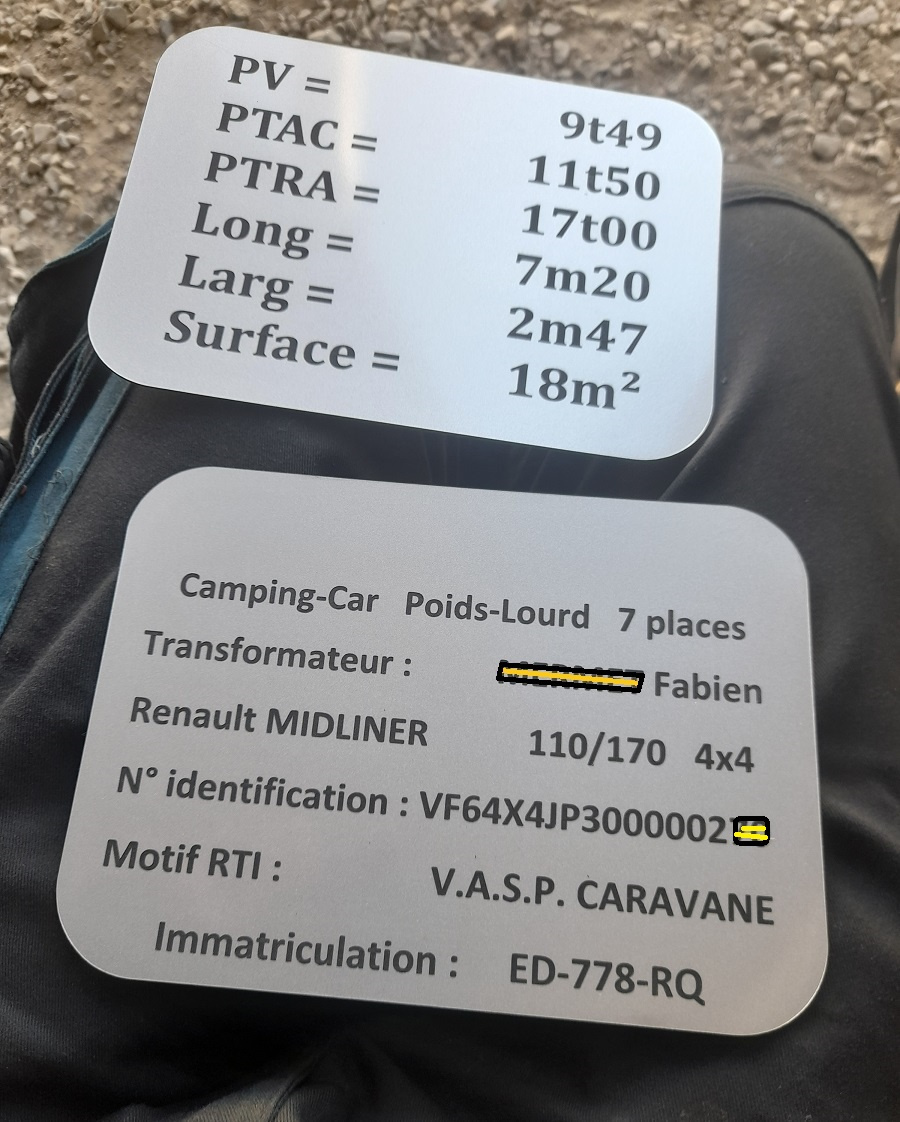 PV = 9t49
PTAC = 11t50
PTRA = 17t00
Long = 7m20
Larg = 2m47
Surface = 18m²
Camping-Car Poids-Lourd 7 places
Transformateur : Fabien
Renault MIDLINER 110/170 4x4
N° identification : VF64X4JP3000002
Motif RTI : V.A.S.P. CARAVANE
Immatriculation : ED-778-RQ